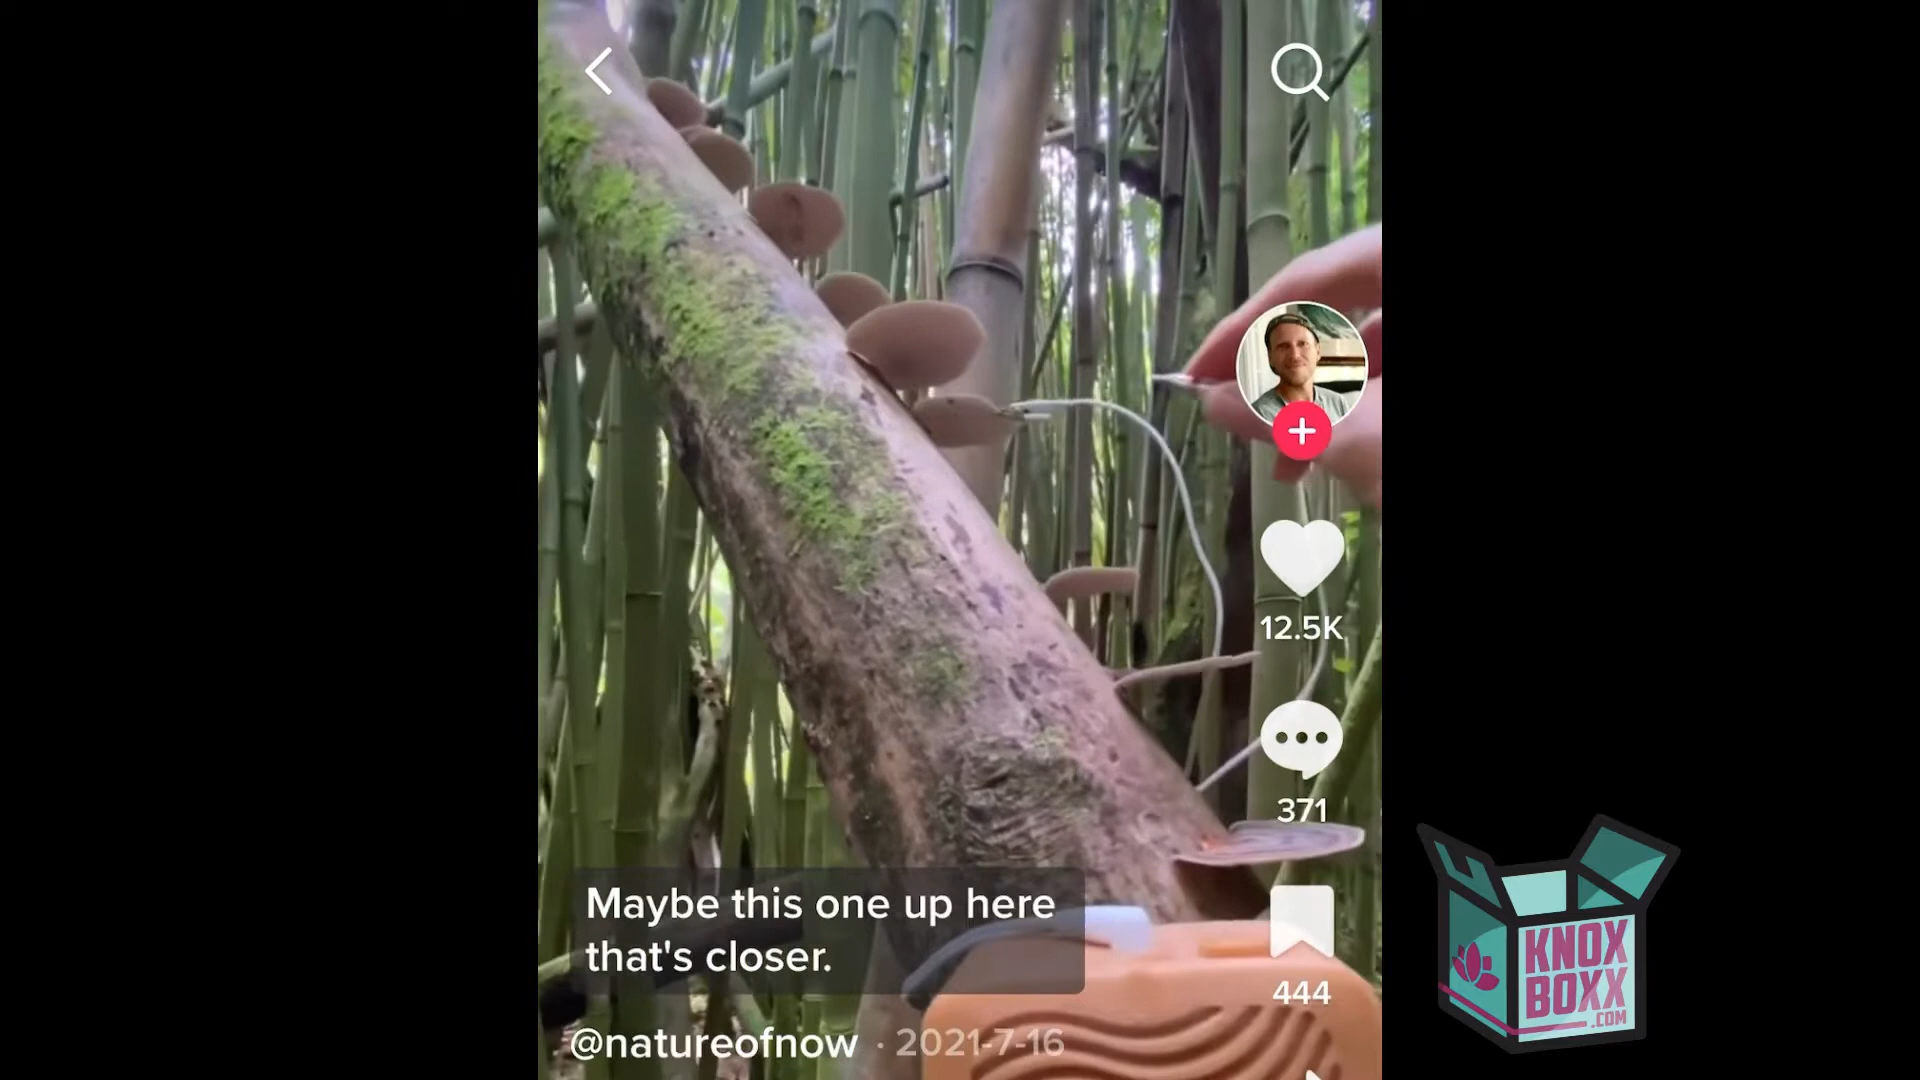 12.5K
371
Maybe this one up here
that's closer.
444
@natureofnow · 2021-7-16
KNOX
BOXX
.COM